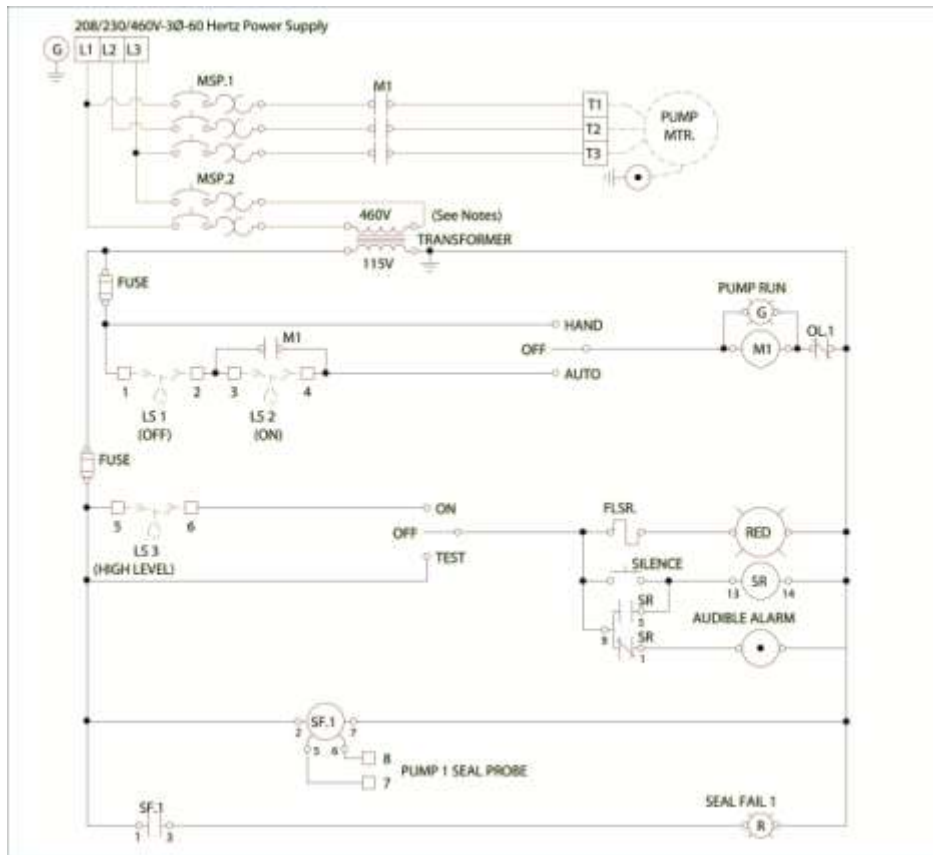 208/230/460V-3Ø-60 Hertz Power Supply
G L1 L2 L3
MSP.1
M1
T1
T2
T3
PUMP
MTR.
MSP.2
460V
(See Notes)
TRANSFORMER
115V
FUSE
PUMP RUN
G
HAND
M1
OL.1
OFF
M1
AUTO
1
2
3
4
LS 1
(OFF)
LS 2
(ON)
FUSE
5
6
LS 3
(HIGH LEVEL)
ON
OFF
TEST
FLSR.
RED
SILENCE
13
SR
14
SR
5
9
SR
1
AUDIBLE ALARM
2
SF.1
7
5
6
8
7
PUMP 1 SEAL PROBE
SF.1
1
3
SEAL FAIL 1
R